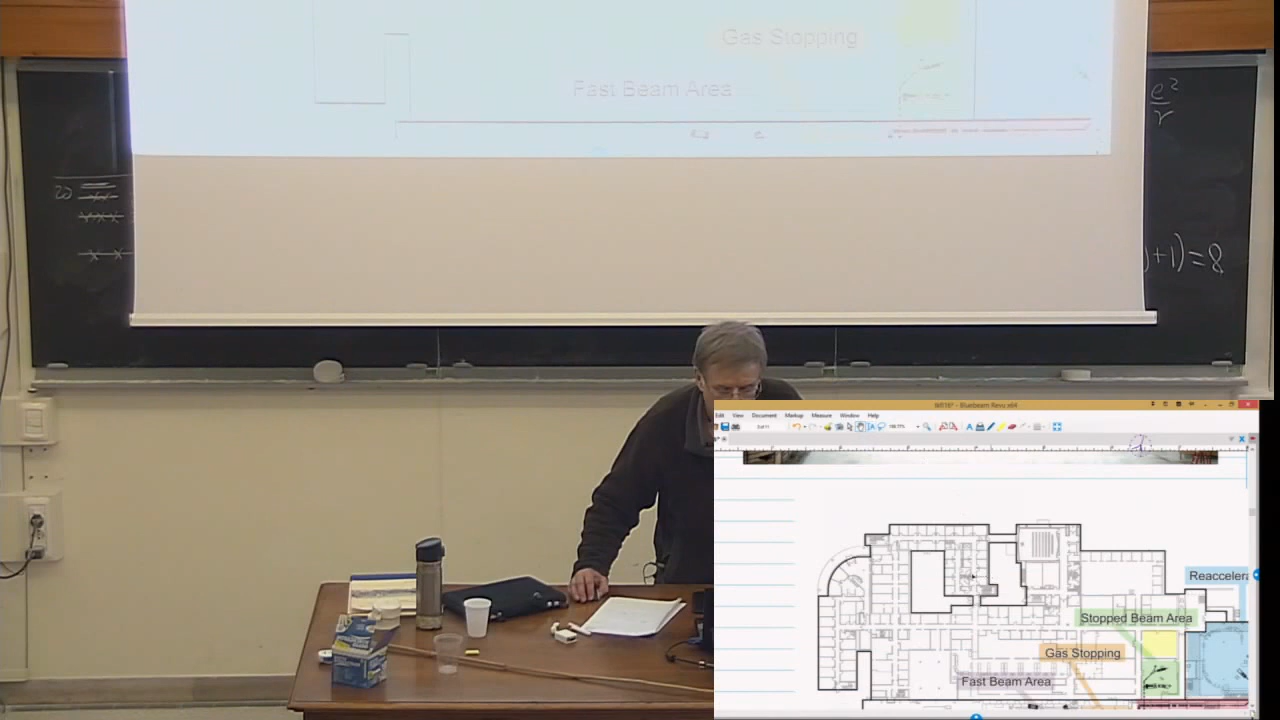 Gas Stopping
Fast Beam Area
e²
r
20
+1)=8
Edit View Document Markup Measure Window Help
Reaccelera
Stopped Beam Area
Gas Stopping
Fast Beam Area